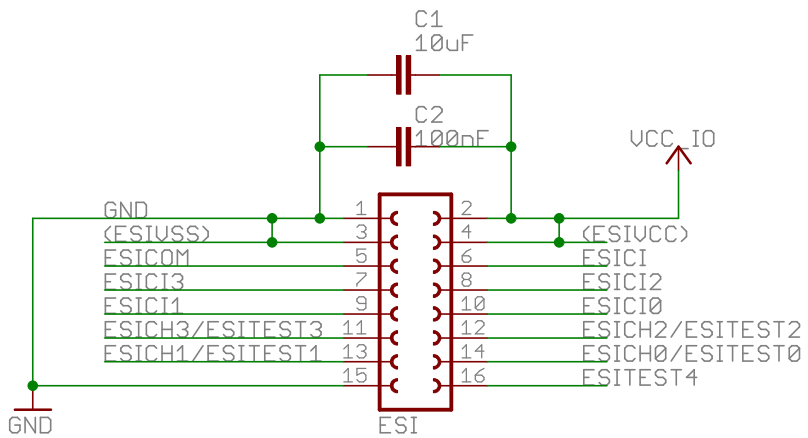 C1
10uF
C2
100nF
VCC_IO
GND 1 2
(ESIVSS) 3 4 (ESIVCC)
ESICOM 5 6 ESICI
ESICI3 7 8 ESICI2
ESICI1 9 10 ESICI0
ESICH3/ESITEST3 11 12 ESICH2/ESITEST2
ESICH1/ESITEST1 13 14 ESICH0/ESITEST0
15 16 ESITEST4
GND ESI